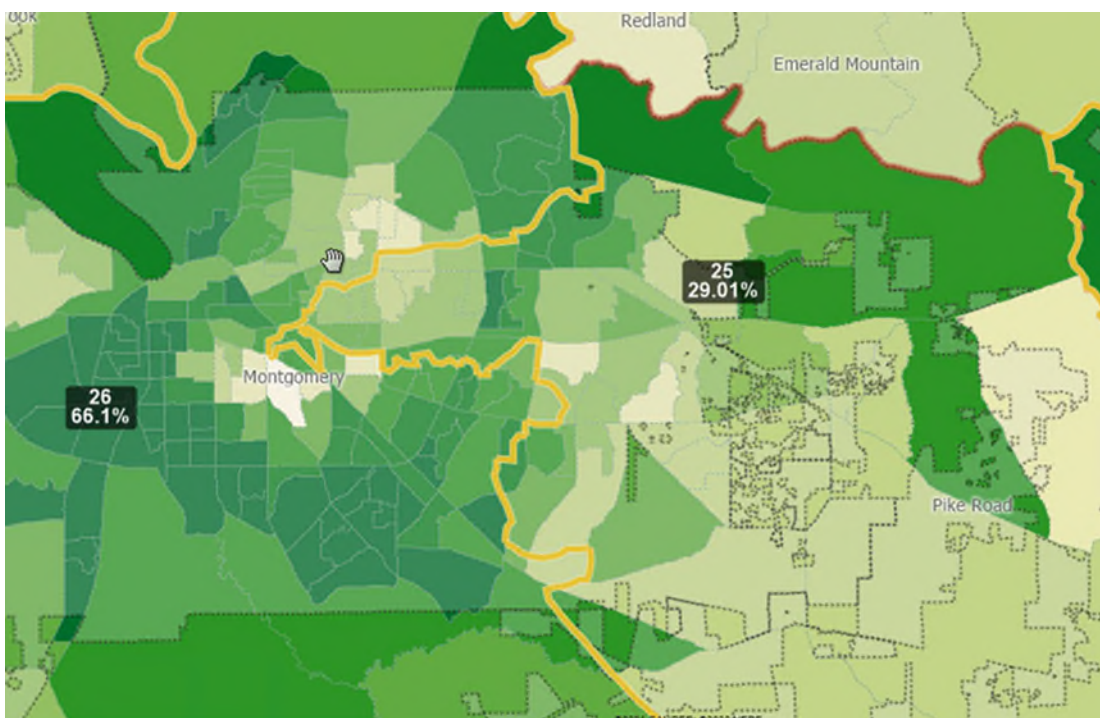 ook
Redland
Emerald Mountain
25
29.01%
Montgomery
26
66.1%
Pike Road